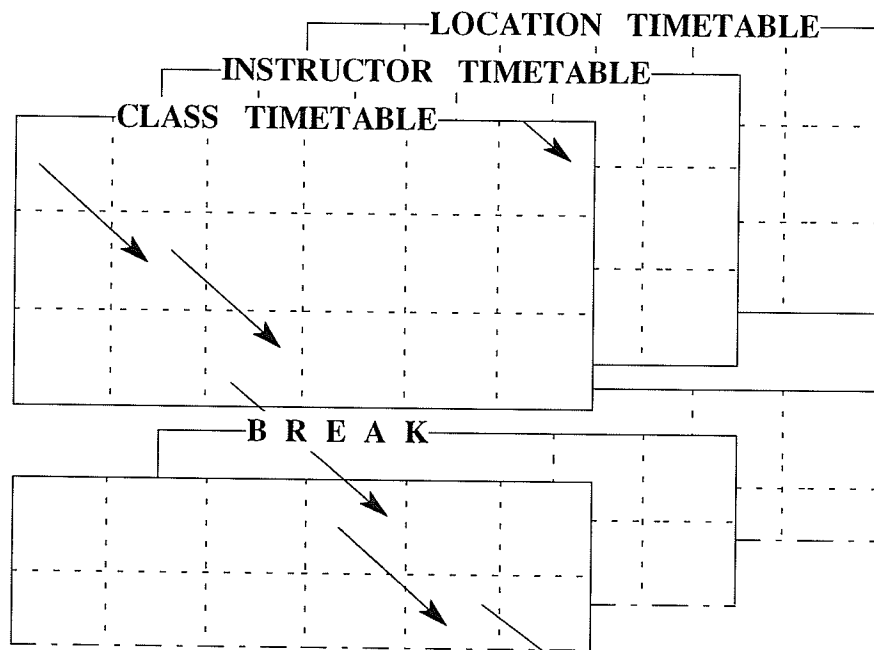 LOCATION TIMETABLE
INSTRUCTOR TIMETABLE
CLASS TIMETABLE
B R E A K